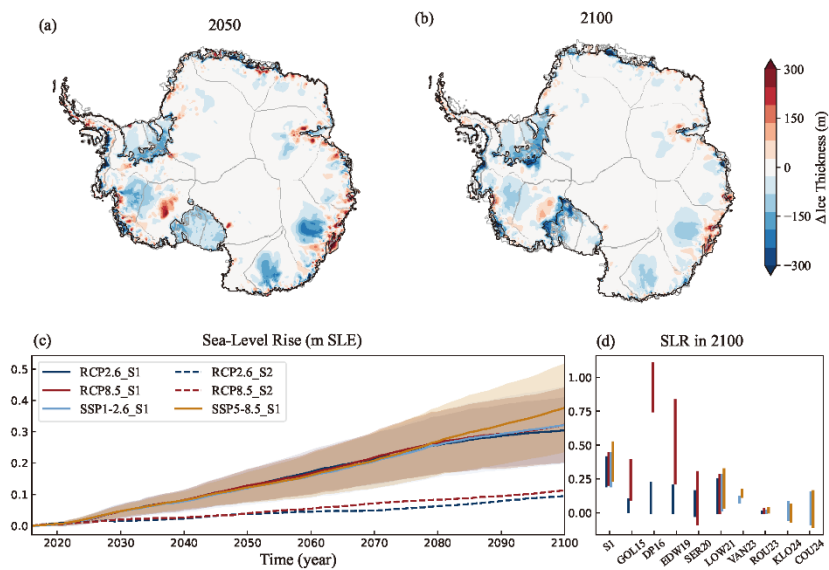 (a) 2050 (b) 2100
300
150
0
-150
-300
Δ Ice Thickness (m)
(c) Sea-Level Rise (m SLE)
0.5
0.4
0.3
0.2
0.1
0.0
RCP2.6_S1 RCP2.6_S2
RCP8.5_S1 RCP8.5_S2
SSP1-2.6_S1 SSP5-8.5_S1
2020 2030 2040 2050 2060 2070 2080 2090 2100
Time (year)
(d) SLR in 2100
1.00
0.75
0.50
0.25
0.00
S1 GOL15 DP16 EDW19 SER20 LOW21 VAN23 ROU23 KLO24 COU24